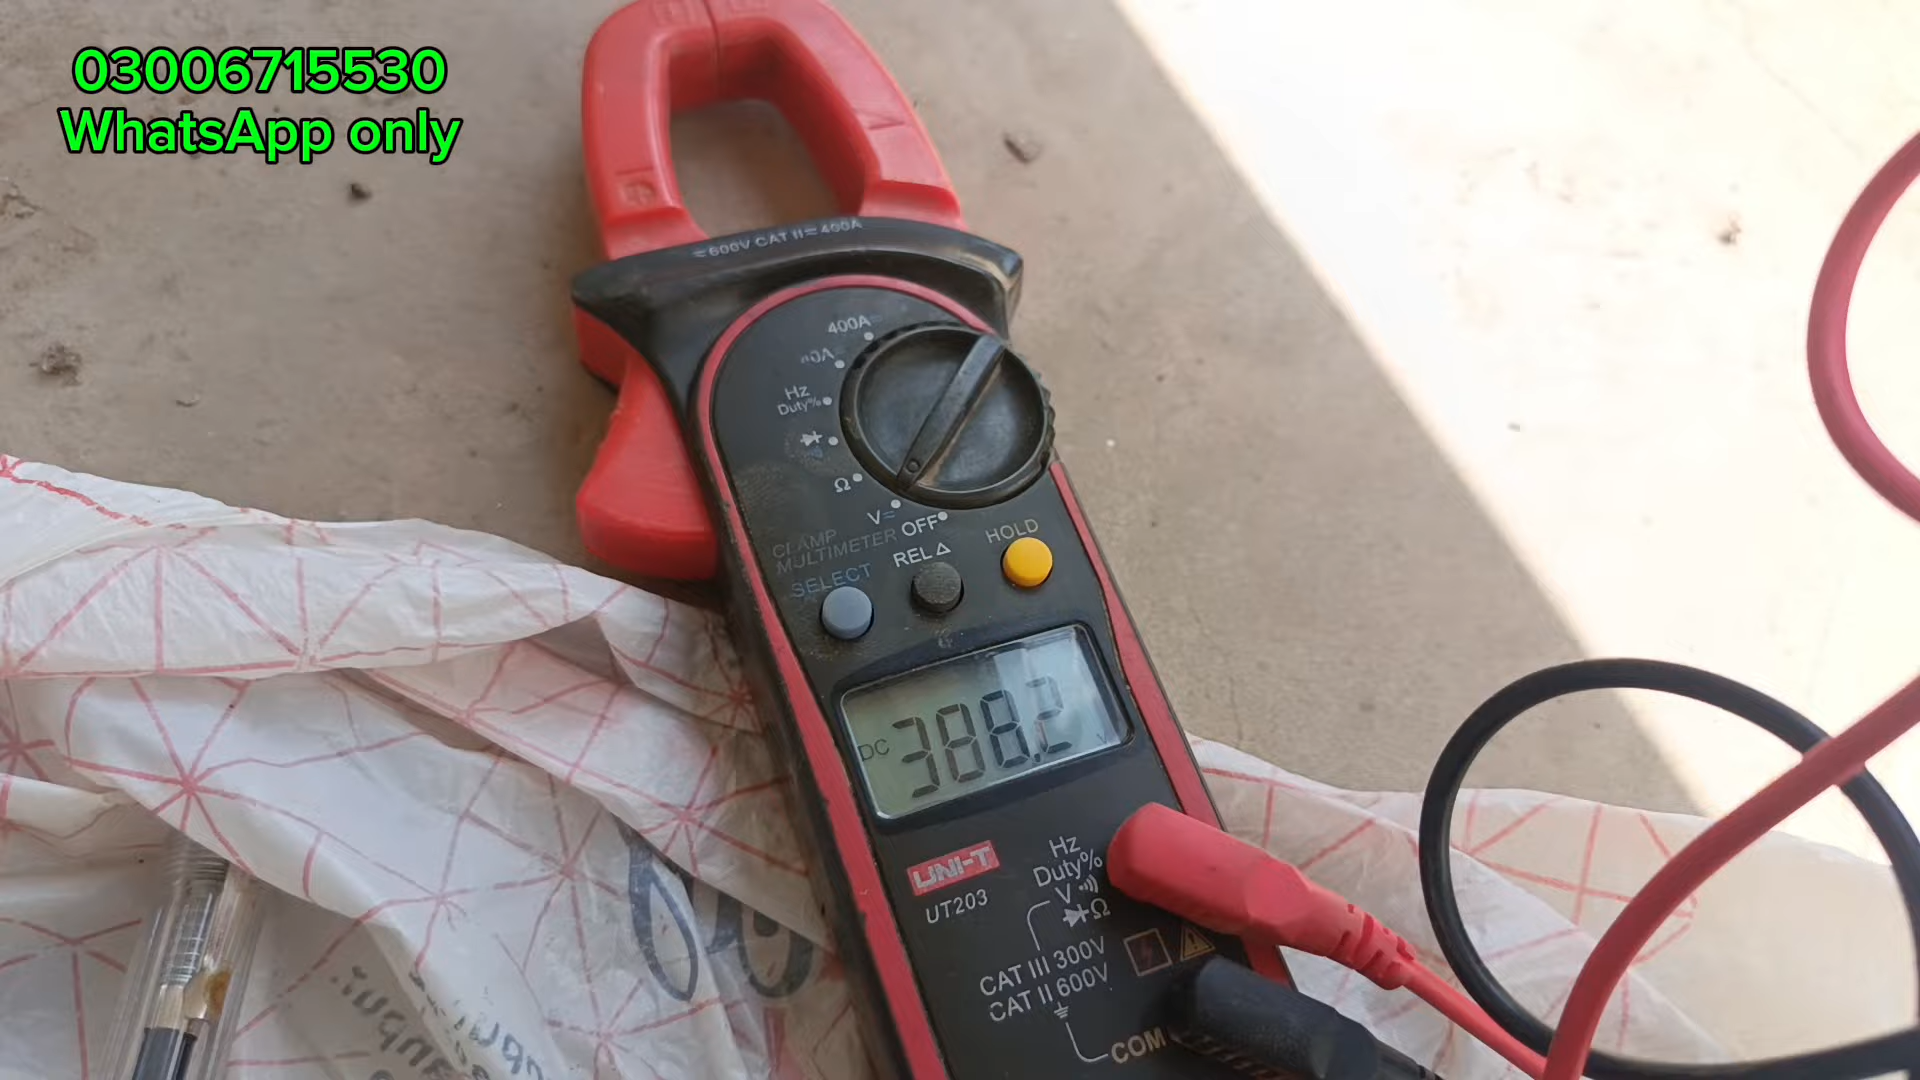 03006715530
WhatsApp only
≂600V CAT II≂400A
400A≂
Hz
Duty%
Ω
V≂
OFF
CLAMP
MULTIMETER
SELECT
REL Δ
HOLD
DC 388.2 V
UNI-T
UT203
Hz
Duty%
V
Ω
CAT III 300V
CAT II 600V
COM